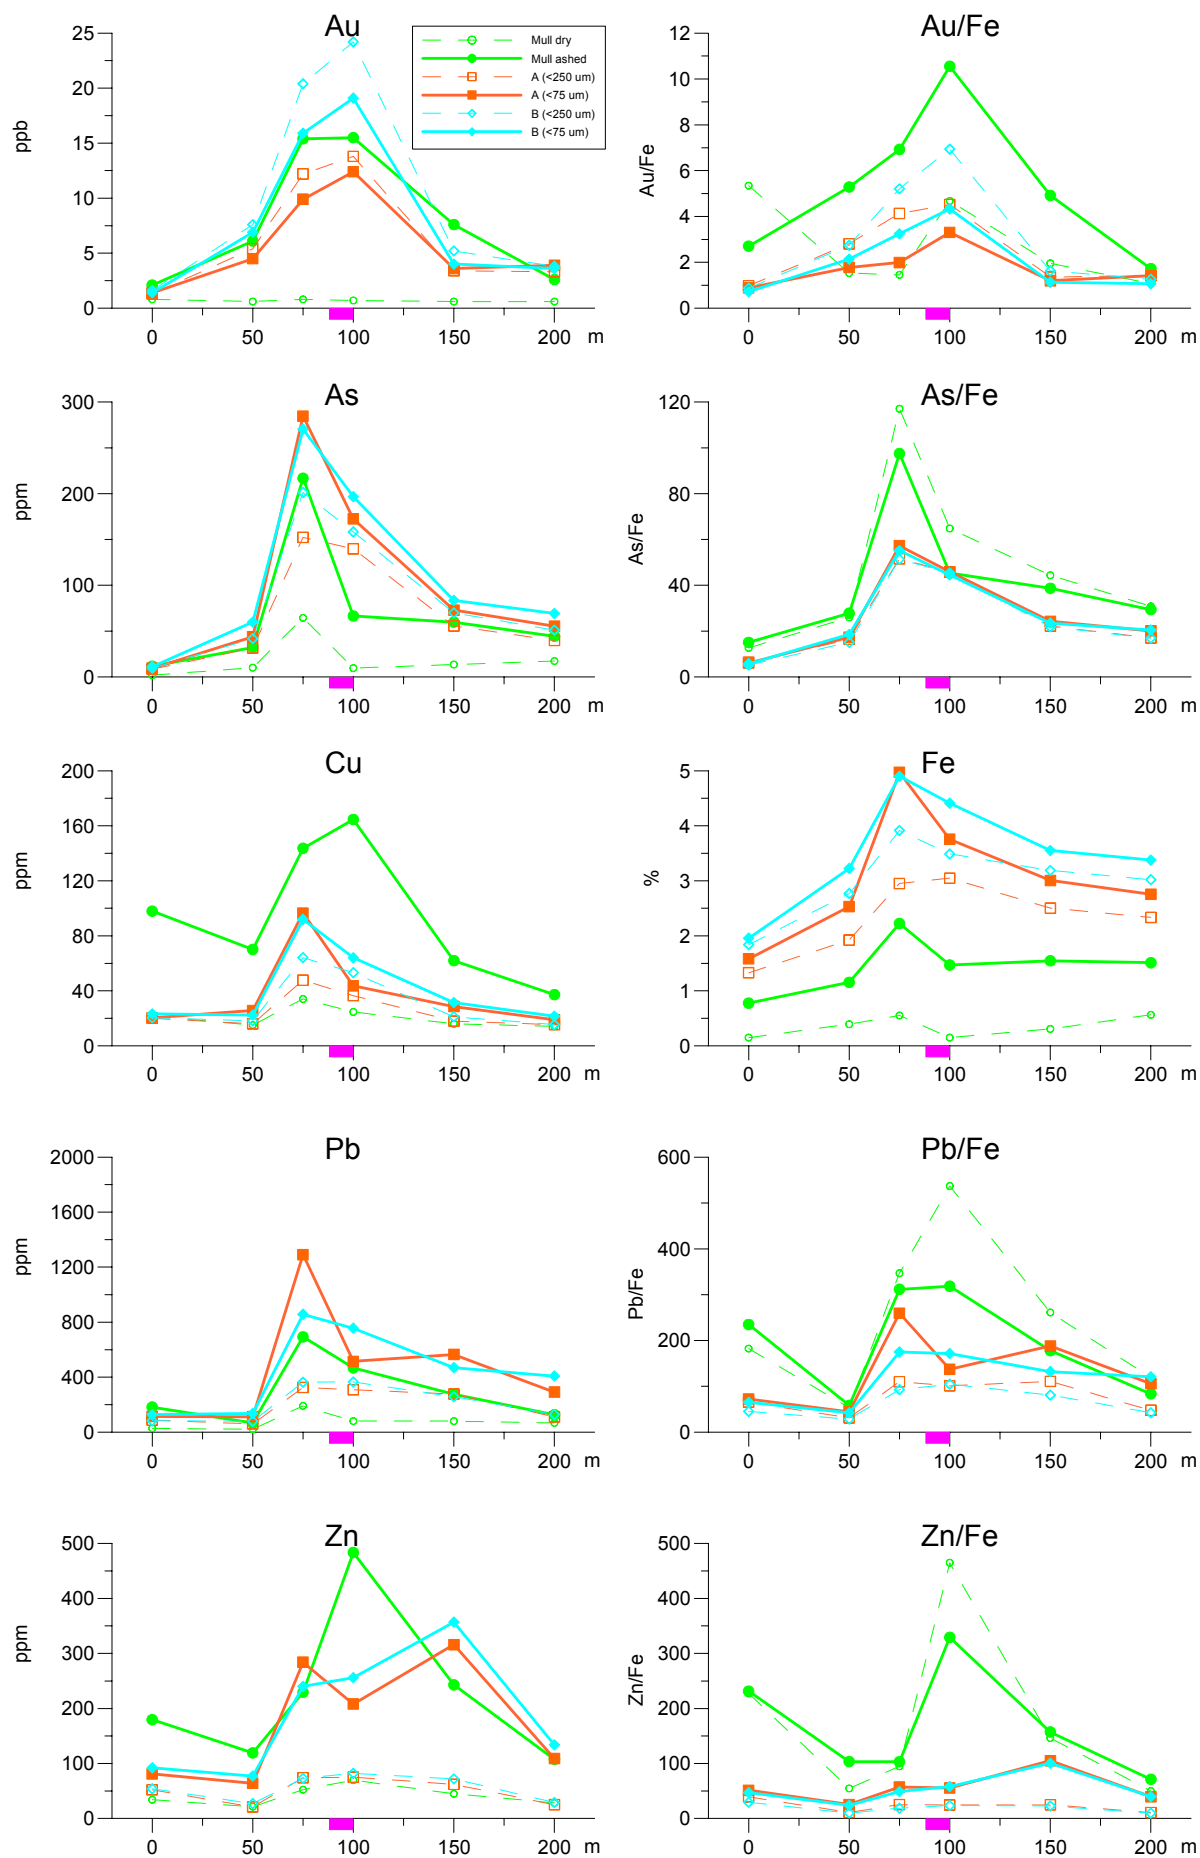 Au
25
20
15
10
5
0
ppb
0 50 100 150 200 m
Mull dry
Mull ashed
A (<250 um)
A (<75 um)
B (<250 um)
B (<75 um)
Au/Fe
12
10
8
6
4
2
0
Au/Fe
0 50 100 150 200 m
As
300
200
100
0
ppm
0 50 100 150 200 m
As/Fe
120
80
40
0
As/Fe
0 50 100 150 200 m
Cu
200
160
120
80
40
0
ppm
0 50 100 150 200 m
Fe
5
4
3
2
1
0
%
0 50 100 150 200 m
Pb
2000
1600
1200
800
400
0
ppm
0 50 100 150 200 m
Pb/Fe
600
400
200
0
Pb/Fe
0 50 100 150 200 m
Zn
500
400
300
200
100
0
ppm
0 50 100 150 200 m
Zn/Fe
500
400
300
200
100
0
Zn/Fe
0 50 100 150 200 m